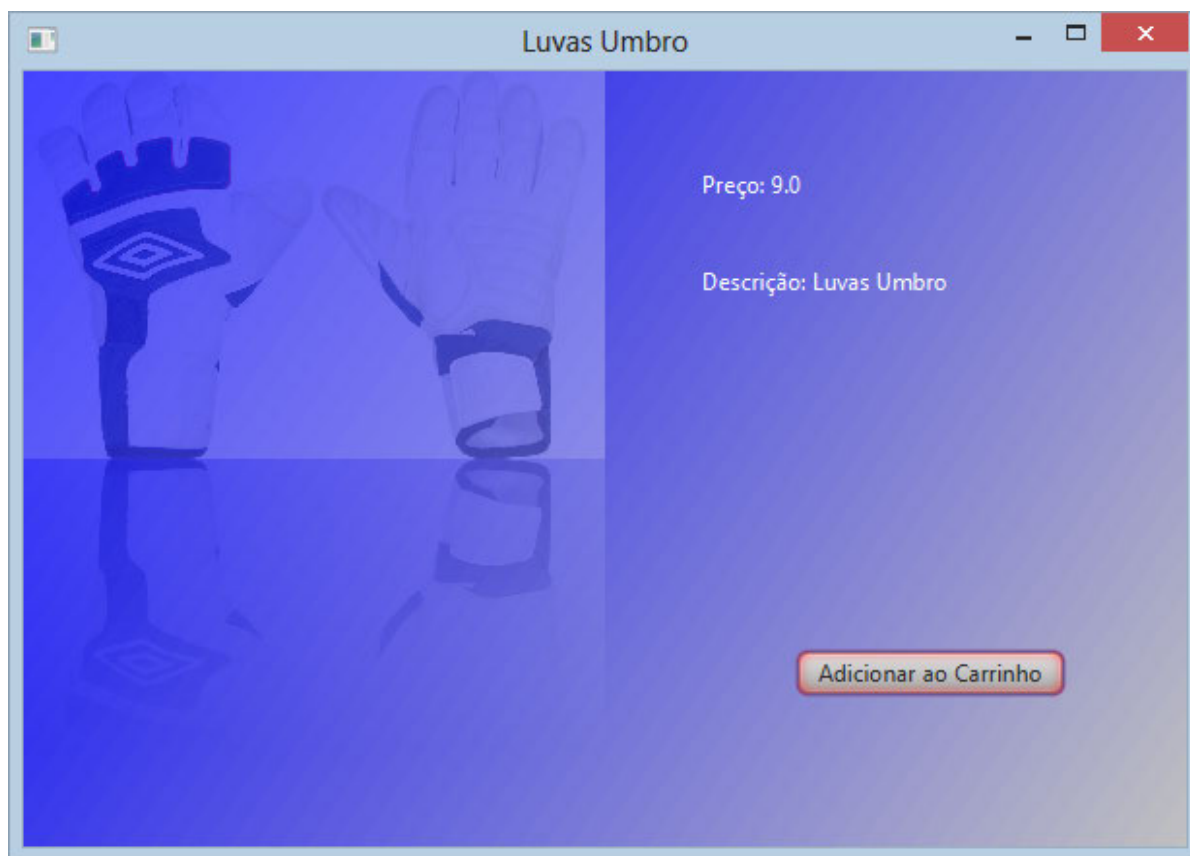 Luvas Umbro
Preço: 9.0
Descrição: Luvas Umbro
Adicionar ao Carrinho